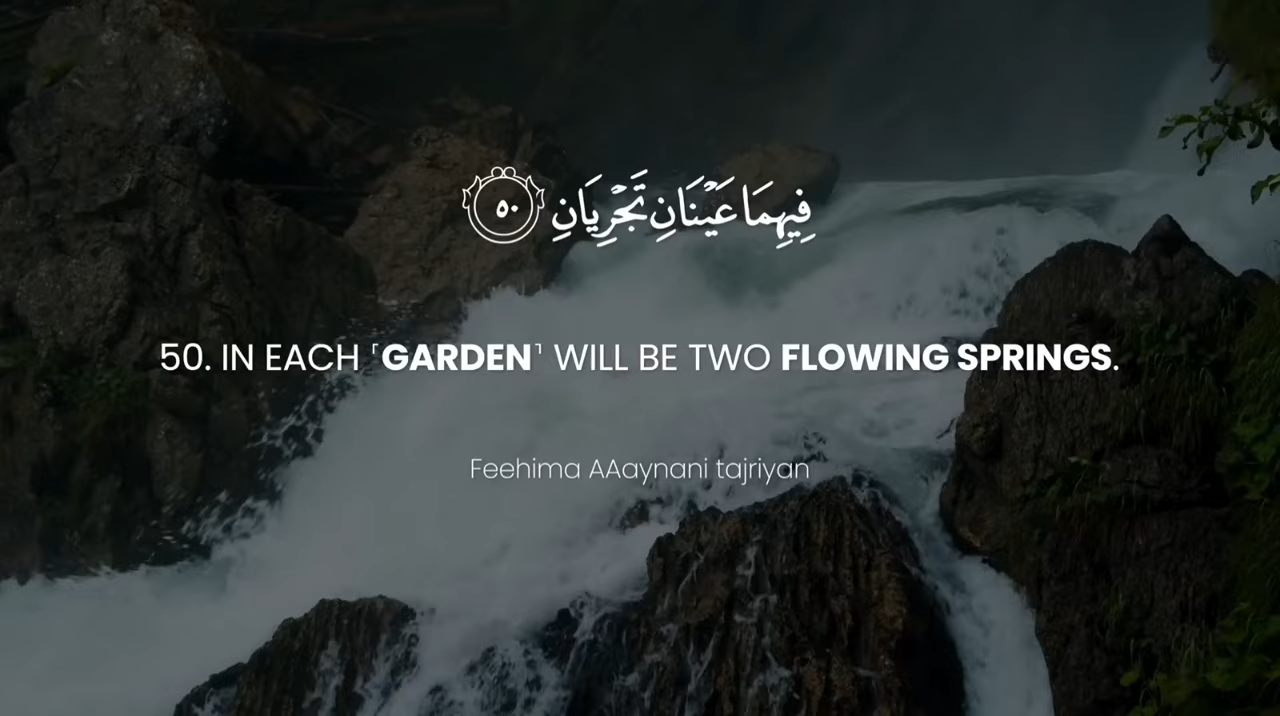 فِيهِمَا عَيْنَانِ تَجْرِيَانِ ٥٠
50. IN EACH ˹GARDEN˺ WILL BE TWO FLOWING SPRINGS.
Feehima AAaynani tajriyan